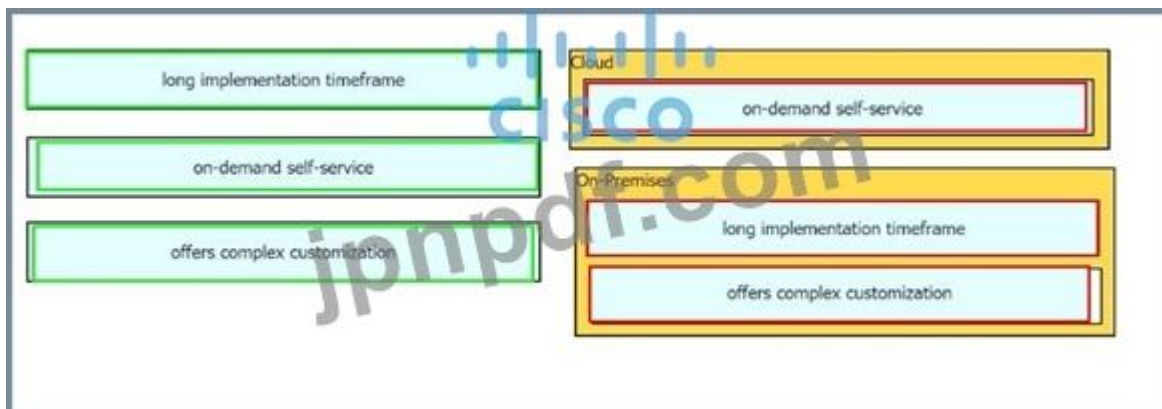 long implementation timeframe
on-demand self-service
offers complex customization
CISCO
Cloud
on-demand self-service
On-Premises
long implementation timeframe
offers complex customization
jpnpdf.com